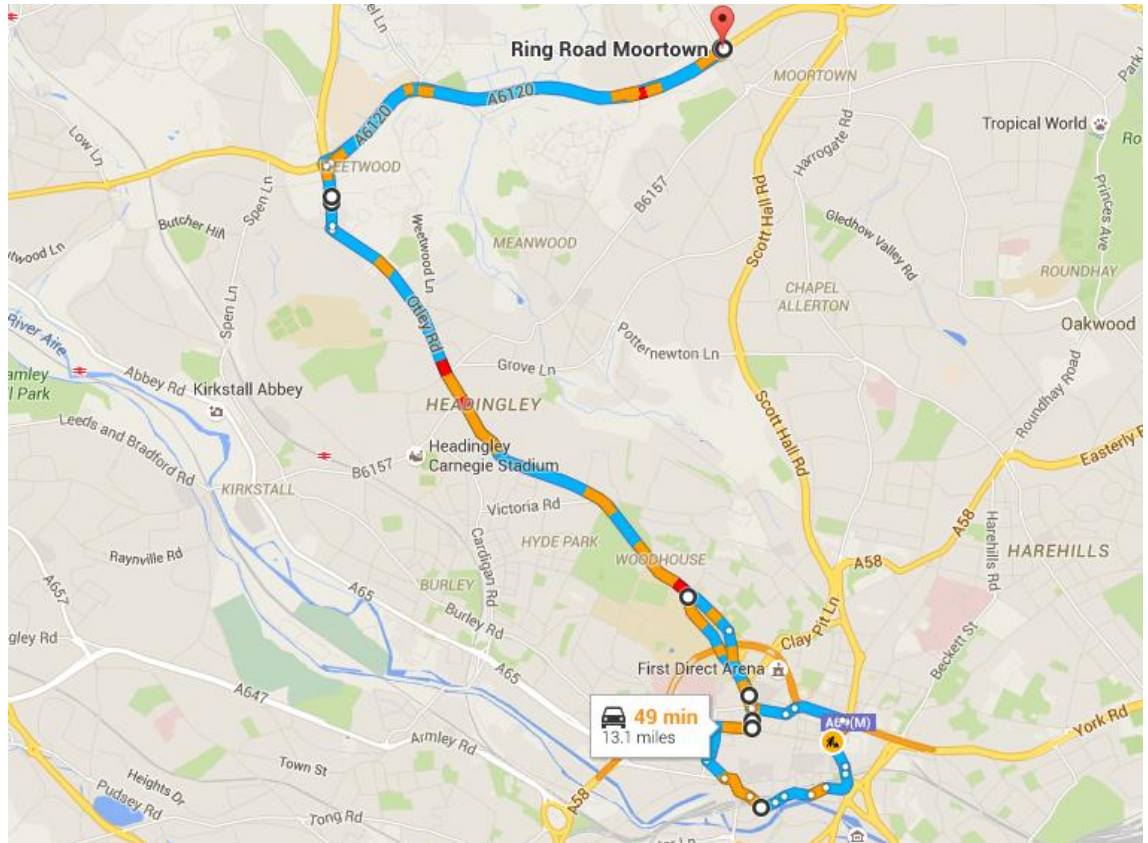 Ring Road Moortown
MOORTOWN
A6120
A6120
Low Ln
Tropical World
Harrogate Rd
Princes Ave
Spen Ln
B6157
Butcher Hill
Weetwood Ln
MEANWOOD
Scott Hall Rd
Gledhow Valley Rd
ROUNDHAY
CHAPEL
ALLERTON
Spen Ln
Otley Rd
River Aire
Oakwood
Potternewton Ln
Grove Ln
Abbey Rd
Kirkstall Abbey
HEADINGLEY
Scott Hall Rd
Roundhay Road
Leeds and Bradford Rd
Headingley
Carnegie Stadium
B6157
KIRKSTALL
Easterly
Victoria Rd
Cardigan Rd
A58
Harehills Rd
HYDE PARK
WOODHOUSE
HAREHILLS
Raynville Rd
A58
A657
A65
BURLEY
Burley Rd
Clay Pit Ln
Beckett St
First Direct Arena
A65
A647
49 min
13.1 miles
York Rd
Armley Rd
Town St
Heights Dr
Pudsey Rd
A58
Tong Rd